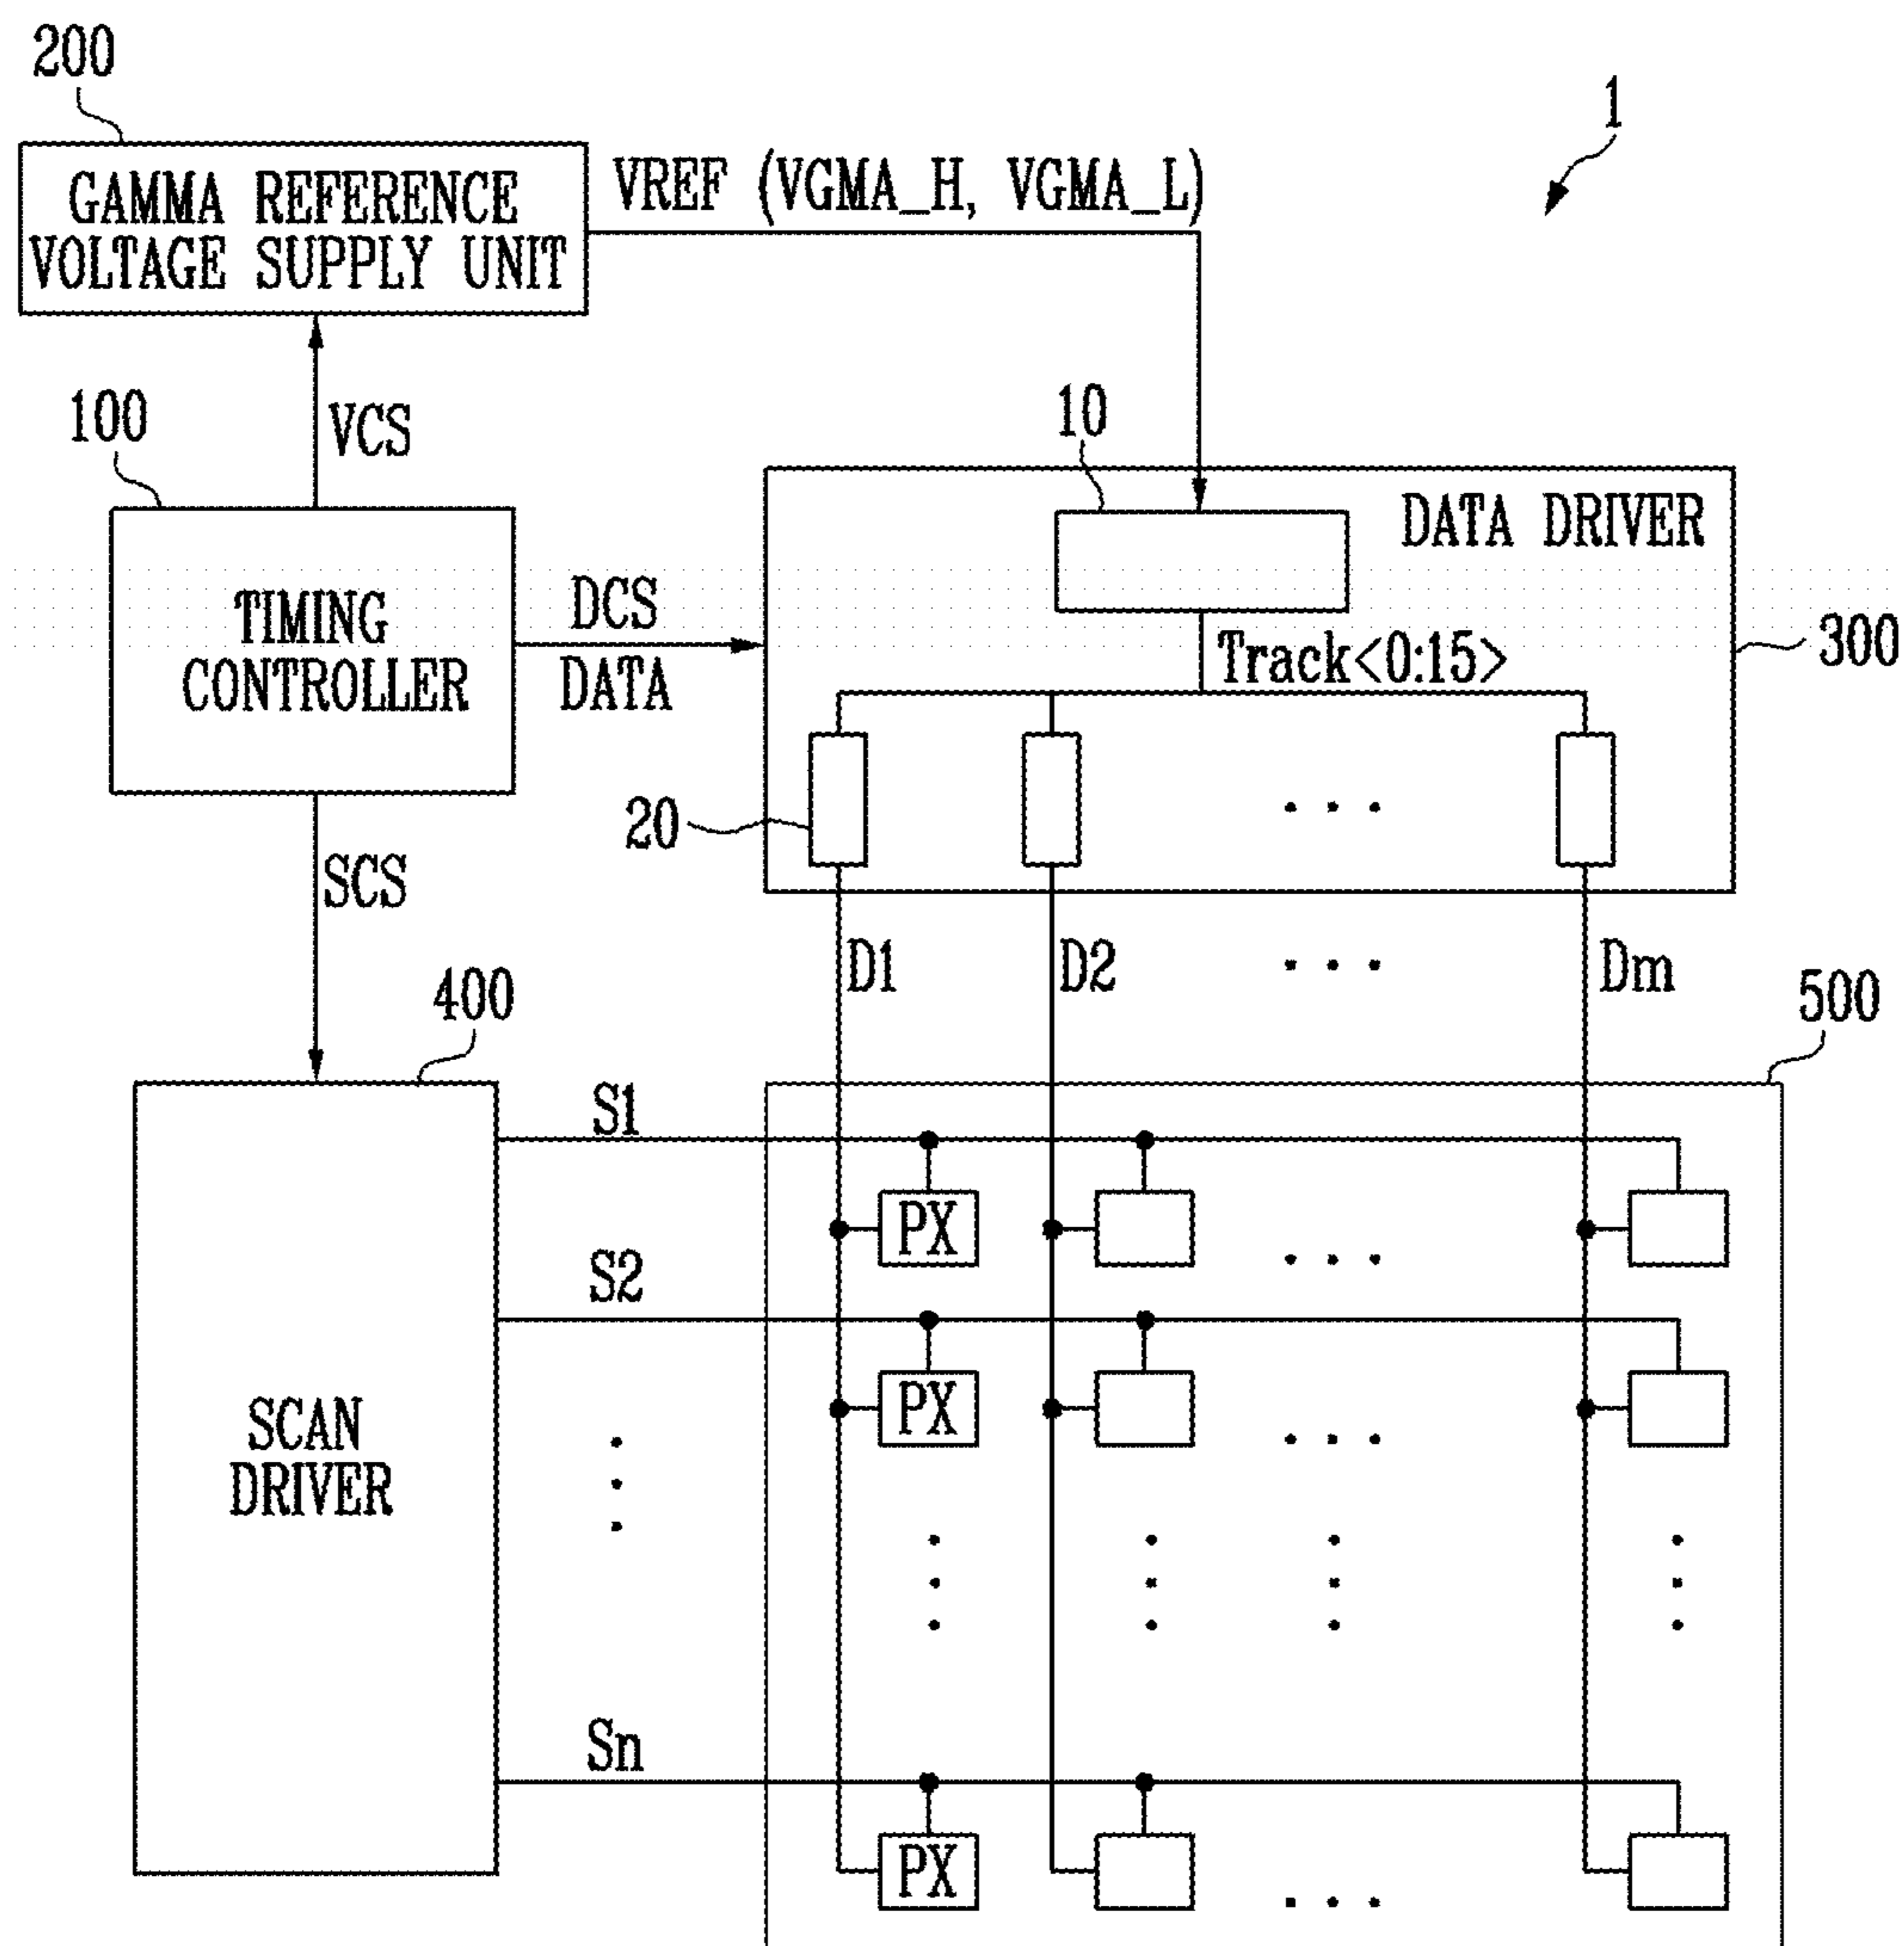 200
1
GAMMA REFERENCE
VOLTAGE SUPPLY UNIT
VREF (VGMA_H, VGMA_L)
100
VCS
10
DATA DRIVER
TIMING
CONTROLLER
DCS
DATA
Track<0:15>
300
20
SCS
D1
D2
Dm
400
500
S1
PX
S2
PX
SCAN
DRIVER
Sn
PX